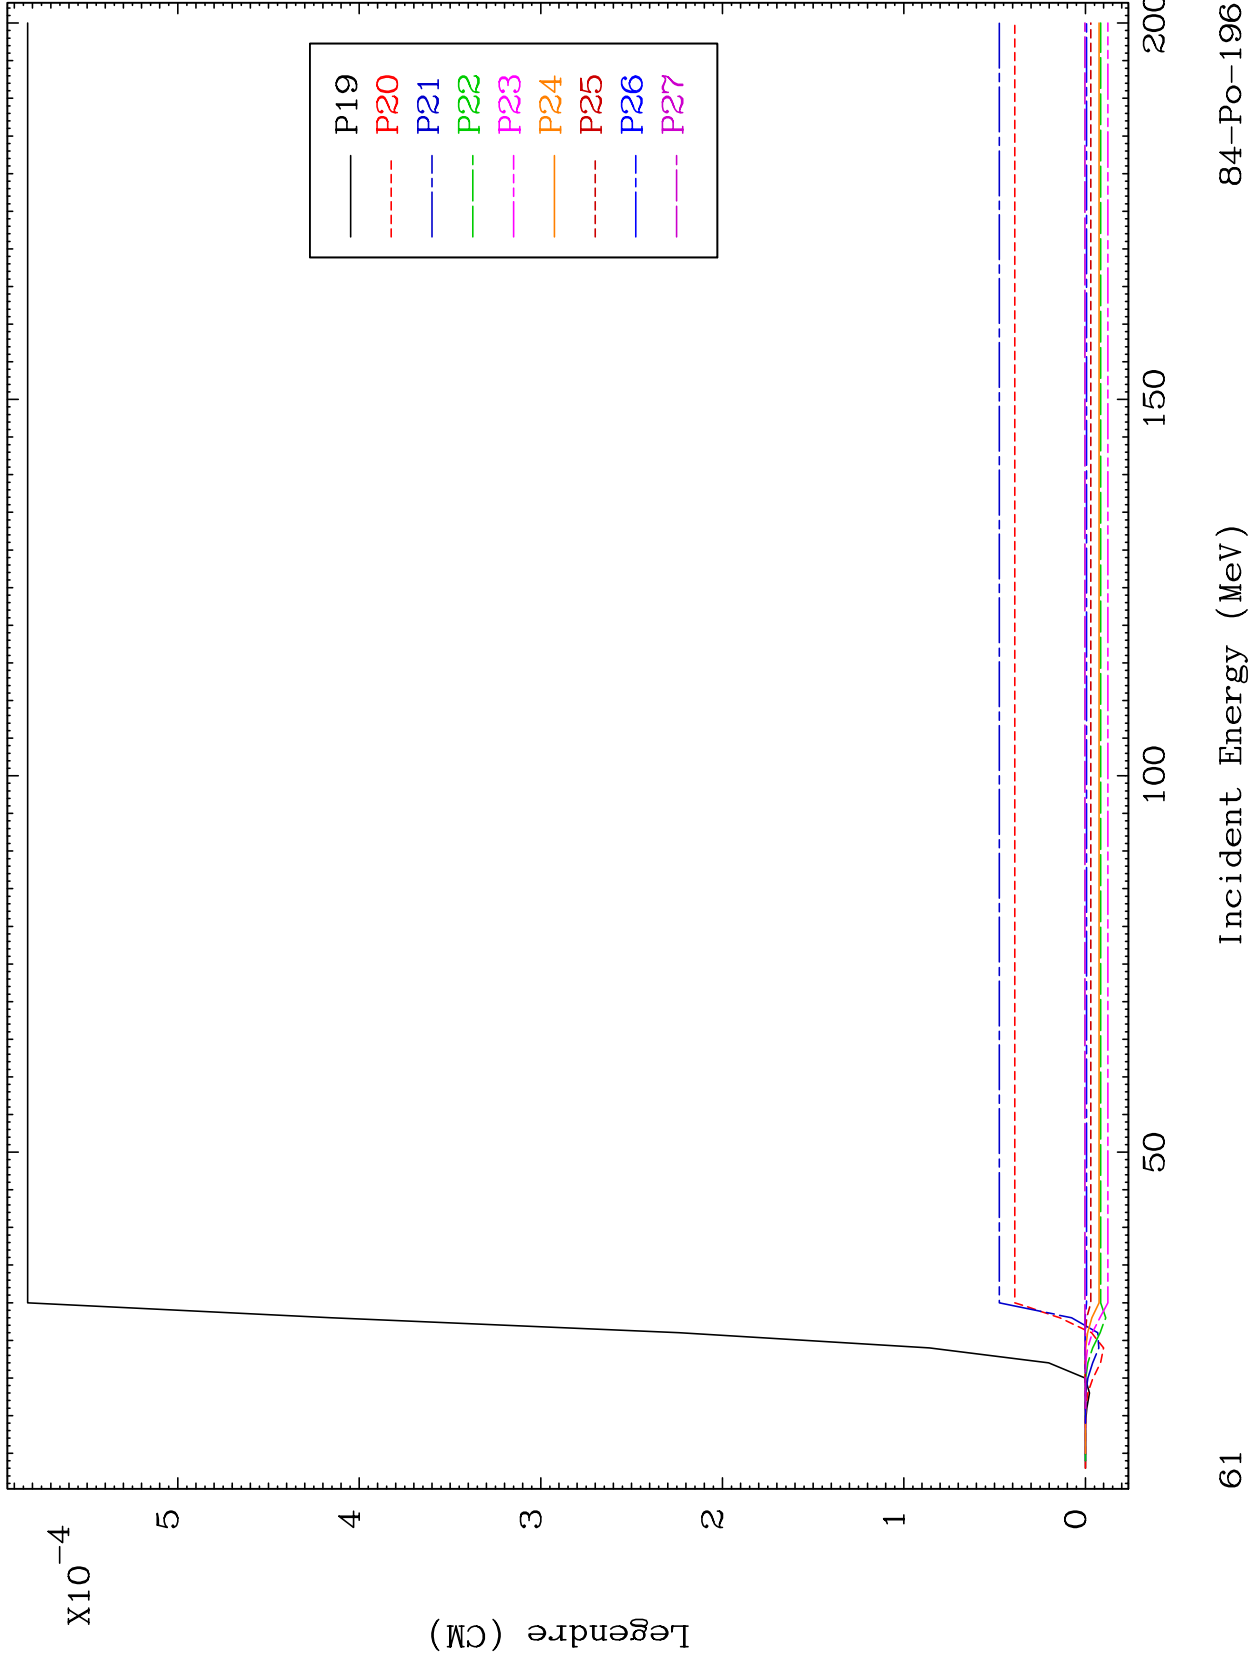 X10-4
5
4
3
2
1
0
Legendre (CM)
P19
P20
P21
P22
P23
P24
P25
P26
P27
50
100
150
200
61
Incident Energy (MeV)
84-Po-196